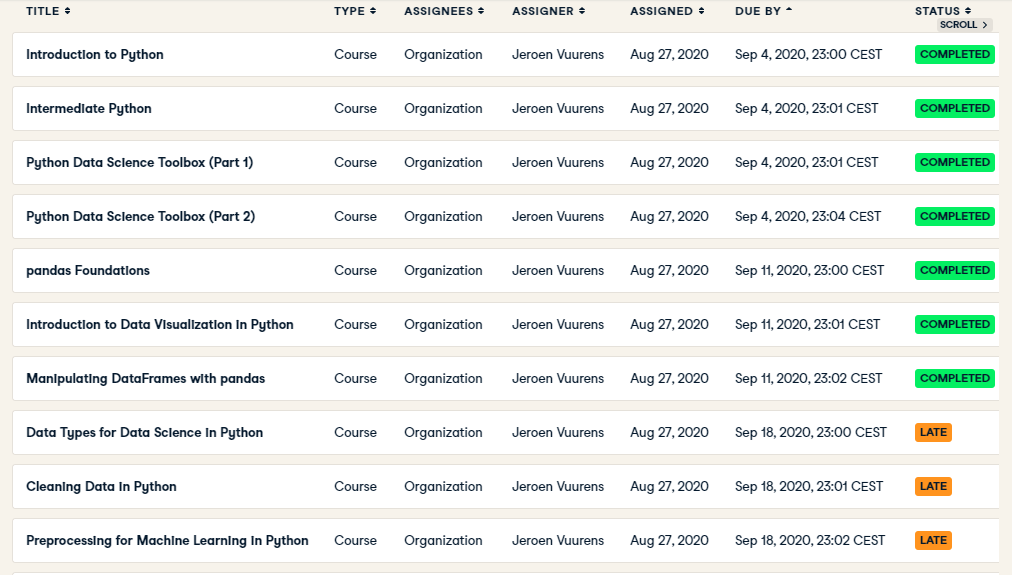 TITLE TYPE ASSIGNEES ASSIGNER ASSIGNED DUE BY STATUS
SCROLL >
Introduction to Python Course Organization Jeroen Vuurens Aug 27, 2020 Sep 4, 2020, 23:00 CEST COMPLETED
Intermediate Python Course Organization Jeroen Vuurens Aug 27, 2020 Sep 4, 2020, 23:01 CEST COMPLETED
Python Data Science Toolbox (Part 1) Course Organization Jeroen Vuurens Aug 27, 2020 Sep 4, 2020, 23:01 CEST COMPLETED
Python Data Science Toolbox (Part 2) Course Organization Jeroen Vuurens Aug 27, 2020 Sep 4, 2020, 23:04 CEST COMPLETED
pandas Foundations Course Organization Jeroen Vuurens Aug 27, 2020 Sep 11, 2020, 23:00 CEST COMPLETED
Introduction to Data Visualization in Python Course Organization Jeroen Vuurens Aug 27, 2020 Sep 11, 2020, 23:01 CEST COMPLETED
Manipulating DataFrames with pandas Course Organization Jeroen Vuurens Aug 27, 2020 Sep 11, 2020, 23:02 CEST COMPLETED
Data Types for Data Science in Python Course Organization Jeroen Vuurens Aug 27, 2020 Sep 18, 2020, 23:00 CEST LATE
Cleaning Data in Python Course Organization Jeroen Vuurens Aug 27, 2020 Sep 18, 2020, 23:01 CEST LATE
Preprocessing for Machine Learning in Python Course Organization Jeroen Vuurens Aug 27, 2020 Sep 18, 2020, 23:02 CEST LATE